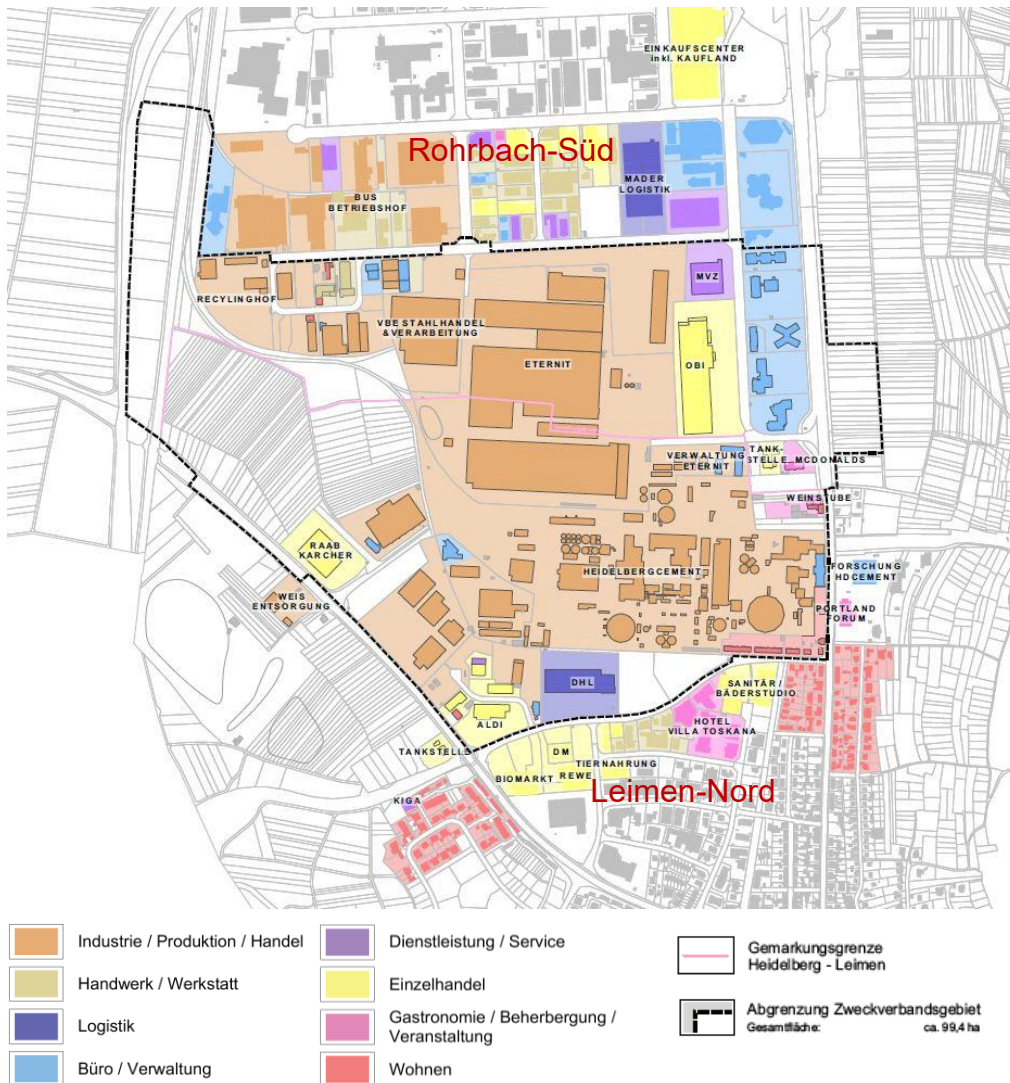 EINKAUFSCENTER
inkl. KAUFLAND
Rohrbach-Süd
MADER
LOGISTIK
BUS
BETRIEBSHOF
MVZ
RECYLINGHOF
VBE STAHLHANDEL
&VERARBEITUNG
ETERNIT
OBI
VERWALTUNG
ETERNIT
TANK-
STELLE
MCDONALDS
WEINSTUBE
RAAB
KARCHER
HEIDELBERGCEMENT
FORSCHUNG
HDCEMENT
WEIS
ENTSORGUNG
PORTLAND
FORUM
DHL
SANITÄR /
BÄDERSTUDIO
ALDI
HOTEL
VILLA TOSKANA
TANKSTELLE
DM
TIERNAHRUNG
BIOMARKT
REWE
Leimen-Nord
KIGA
Industrie / Produktion / Handel
Handwerk / Werkstatt
Logistik
Büro / Verwaltung
Dienstleistung / Service
Einzelhandel
Gastronomie / Beherbergung /
Veranstaltung
Wohnen
Gemarkungsgrenze
Heidelberg - Leimen
Abgrenzung Zweckverbandsgebiet
Gesamtfläche: ca. 99,4 ha